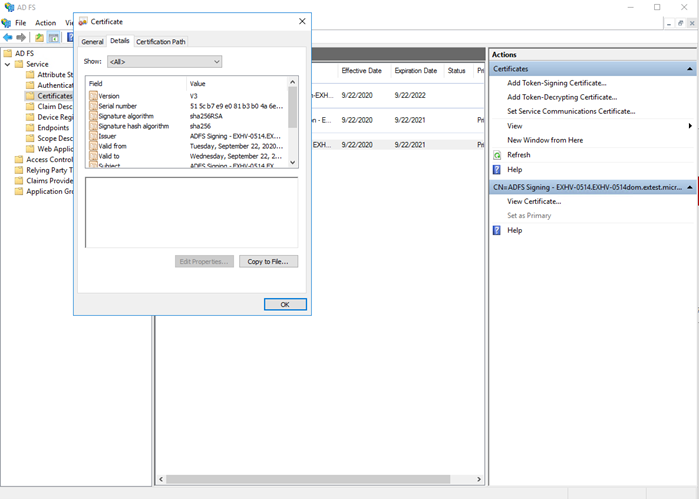 AD FS
File Action Vi
AD FS
Service
Attribute St
Authenticat
Certificates
Claim Desc
Device Regi
Endpoints
Scope Desc
Web Applic
Access Control
Relying Party T
Claims Provide
Application Gr
Certificate
General Details Certification Path
Show: <All>
Field Value
Version V3
Serial number 51 5c b7 e9 e0 81 b3 b0 4a 6e...
Signature algorithm sha256RSA
Signature hash algorithm sha256
Issuer ADFS Signing - EXHV-0514.EX...
Valid from Tuesday, September 22, 2020...
Valid to Wednesday, September 22, 2...
Subject ADFS Signing - EXHV-0514.EX
Edit Properties... Copy to File...
OK
Effective Date Expiration Date Status Pri
n-EXH... 9/22/2020 9/22/2022
on - E... 9/22/2020 9/22/2021 Pri
EXHV... 9/22/2020 9/22/2021 Pri
Actions
Certificates
Add Token-Signing Certificate...
Add Token-Decrypting Certificate...
Set Service Communications Certificate...
View
New Window from Here
Refresh
Help
CN=ADFS Signing - EXHV-0514.EXHV-0514dom.extest.micr...
View Certificate...
Set as Primary
Help